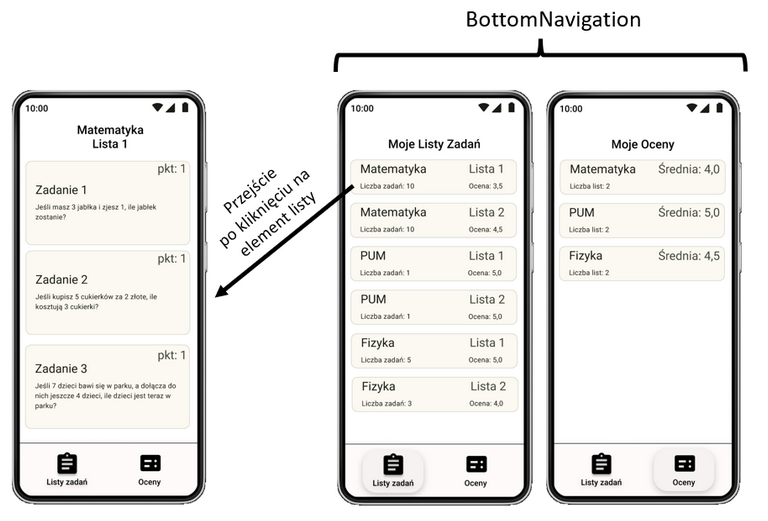 BottomNavigation
10:00
Matematyka
Lista 1
pkt: 1
Zadanie 1
Jeśli masz 3 jabłka i zjesz 1, ile jabłek
zostanie?
pkt: 1
Zadanie 2
Jeśli kupisz 5 cukierków za 2 złote, ile
kosztują 3 cukierki?
pkt: 1
Zadanie 3
Jeśli 7 dzieci bawi się w parku, a dołącza do
nich jeszcze 4 dzieci, ile dzieci jest teraz w
parku?
Listy zadań Oceny
Przejście
po kliknięciu na
element listy
10:00
Moje Listy Zadań
Matematyka Lista 1
Liczba zadań: 10 Ocena: 3,5
Matematyka Lista 2
Liczba zadań: 10 Ocena: 4,5
PUM Lista 1
Liczba zadań: 1 Ocena: 5,0
PUM Lista 2
Liczba zadań: 1 Ocena: 5,0
Fizyka Lista 1
Liczba zadań: 5 Ocena: 5,0
Fizyka Lista 2
Liczba zadań: 3 Ocena: 4,0
Listy zadań Oceny
10:00
Moje Oceny
Matematyka Średnia: 4,0
Liczba list: 2
PUM Średnia: 5,0
Liczba list: 2
Fizyka Średnia: 4,5
Liczba list: 2
Listy zadań Oceny